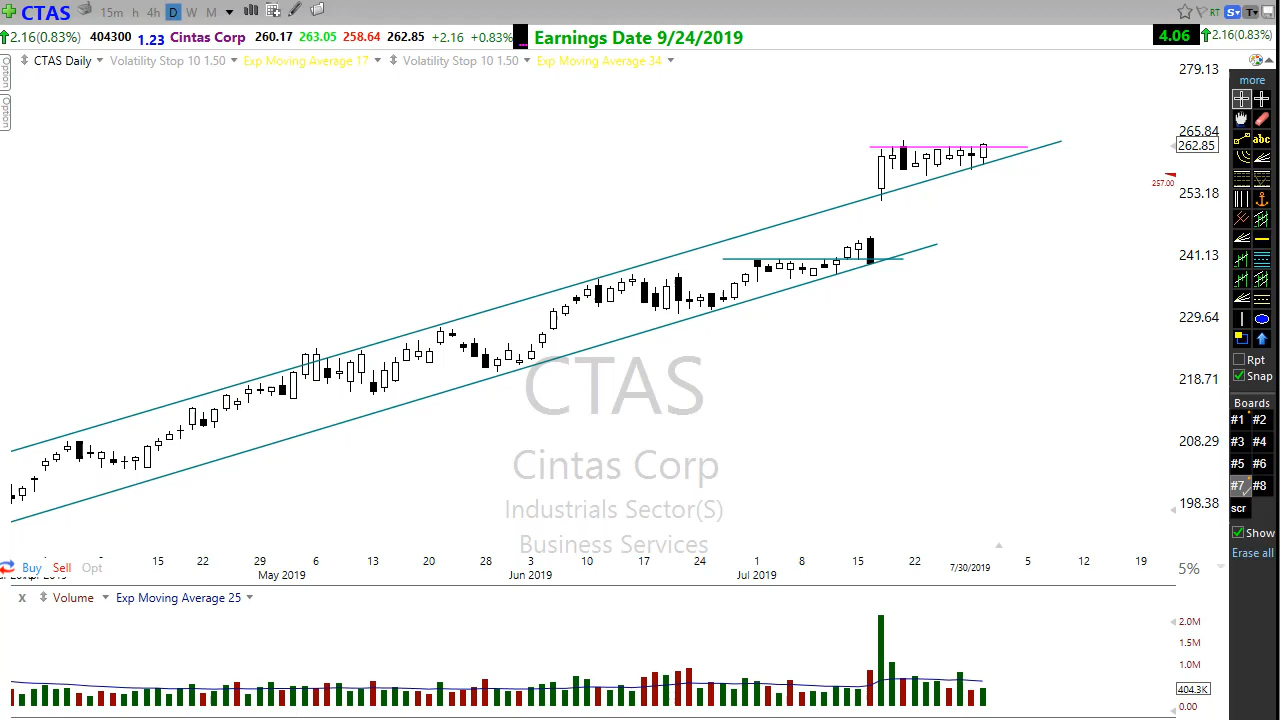 CTAS 15m h 4h D W M RT S T
2.16(0.83%) 404300 1.23 Cintas Corp 260.17 263.05 258.64 262.85 +2.16 +0.83% Earnings Date 9/24/2019 4.06 2.16(0.83%)
CTAS Daily Volatility Stop 10 1.50 Exp Moving Average 17 Volatility Stop 10 1.50 Exp Moving Average 34
Option
Option
279.13
265.84
262.85
257.00
253.18
241.13
229.64
218.71
208.29
198.38
CTAS
Cintas Corp
Industrials Sector(S)
Business Services
15 22 29 6 13 20 28 3 10 17 24 1 8 15 22 7/30/2019 5 12 19
May 2019 Jun 2019 Jul 2019
Buy Sell Opt
5%
x Volume Exp Moving Average 25
2.0M
1.5M
1.0M
404.3K
0.00
more
abc
Rpt
Snap
Boards
#1 #2
#3 #4
#5 #6
#7 #8
scr
Show
Erase all